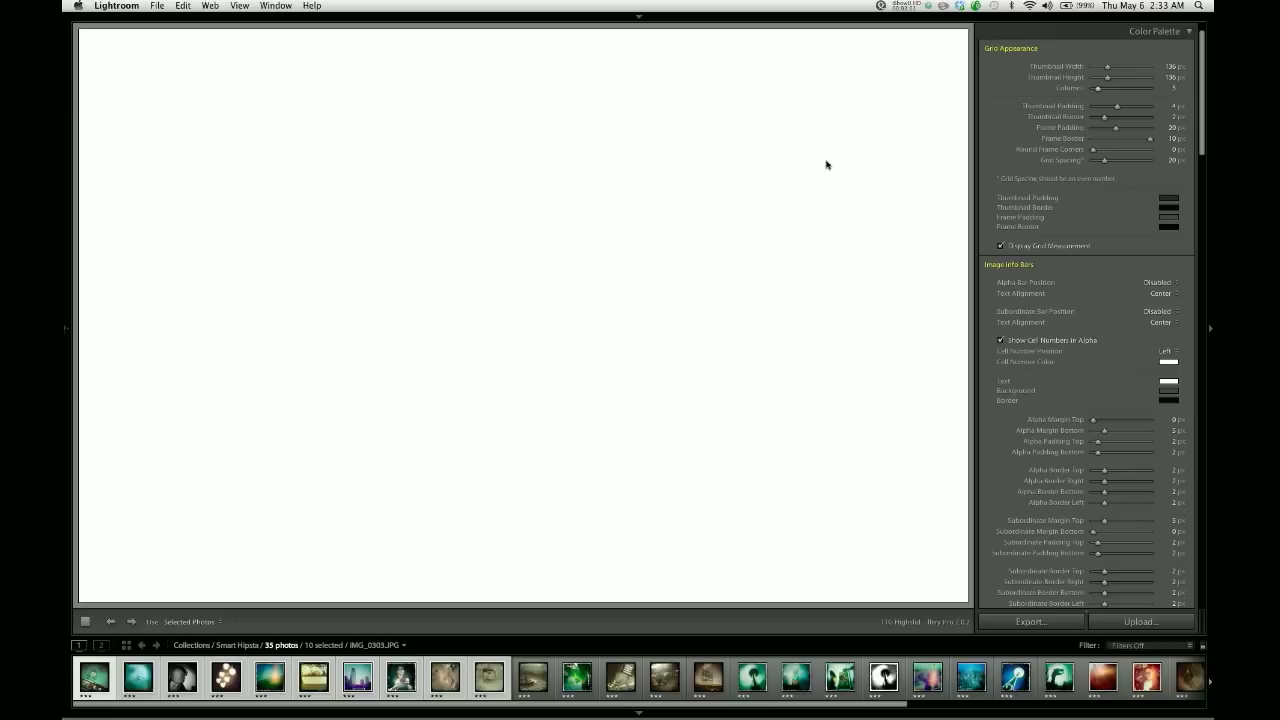 Lightroom File Edit Web View Window Help
(99%) Thu May 6 2:33 AM
Color Palette
Grid Appearance
Thumbnail Width 136 px
Thumbnail Height 136 px
Columns 5
Thumbnail Padding 4 px
Thumbnail Border 2 px
Frame Padding 20 px
Frame Border 10 px
Round Frame Corners 0 px
Grid Spacing* 20 px
* Grid Spacing should be an even number.
Thumbnail Padding
Thumbnail Border
Frame Padding
Frame Border
Display Grid Measurement
Image Info Bars
Alpha Bar Position Disabled
Text Alignment Center
Subordinate Bar Position Disabled
Text Alignment Center
Show Cell Numbers in Alpha
Cell Number Position Left
Cell Number Color
Text
Background
Border
Alpha Margin Top 0 px
Alpha Margin Bottom 5 px
Alpha Padding Top 2 px
Alpha Padding Bottom 2 px
Alpha Border Top 2 px
Alpha Border Right 2 px
Alpha Border Bottom 2 px
Alpha Border Left 2 px
Subordinate Margin Top 5 px
Subordinate Margin Bottom 0 px
Subordinate Padding Top 2 px
Subordinate Padding Bottom 2 px
Subordinate Border Top 2 px
Subordinate Border Right 2 px
Subordinate Border Bottom 2 px
Subordinate Border Left 2 px
Use Selected Photos TTG Highslid. llery Pro 2.0.2 Export... Upload...
1 2 Collections / Smart Hipsta / 35 photos / 10 selected / IMG_0303.JPG Filter : Filters Off